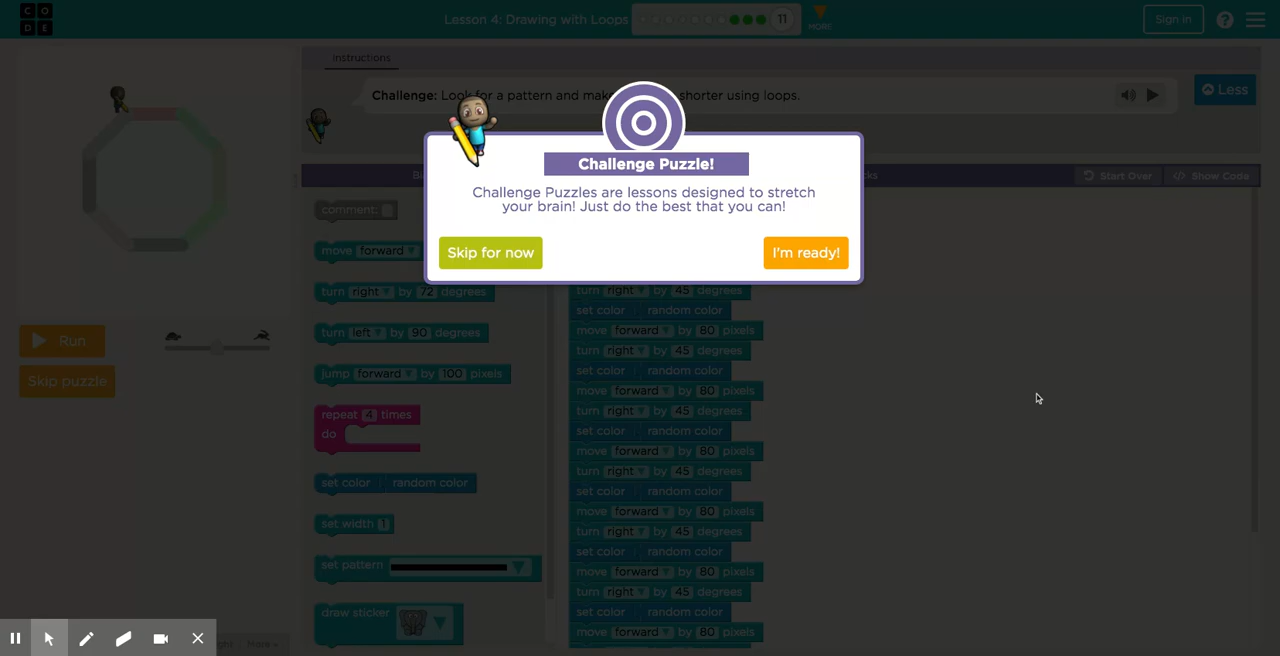 CO
DE
Lesson 4: Drawing with Loops
11
MORE
Sign in
?
Instructions
Challenge: Look for a pattern and make shorter using loops.
Less
Challenge Puzzle!
Challenge Puzzles are lessons designed to stretch
your brain! Just do the best that you can!
Skip for now
I'm ready!
Start Over
Show Code
comment:
move forward
turn right by 72 degrees
turn left by 90 degrees
jump forward by 100 pixels
repeat 4 times
do
set color random color
set width 1
set pattern
draw sticker
Run
Skip puzzle
turn right by 45 degrees
set color random color
move forward by 80 pixels
turn right by 45 degrees
set color random color
move forward by 80 pixels
turn right by 45 degrees
set color random color
move forward by 80 pixels
turn right by 45 degrees
set color random color
move forward by 80 pixels
turn right by 45 degrees
set color random color
move forward by 80 pixels
turn right by 45 degrees
set color random color
move forward by 80 pixels
More